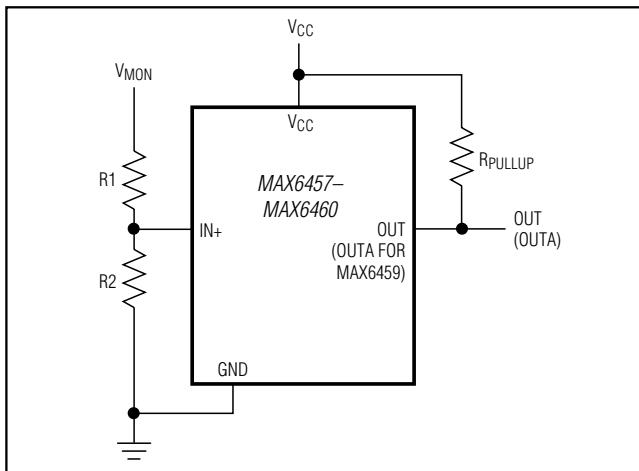 VCC
VMON
VCC
R1
MAX6457–
MAX6460
RPULLUP
IN+
OUT
(OUTA FOR
MAX6459)
OUT
(OUTA)
R2
GND